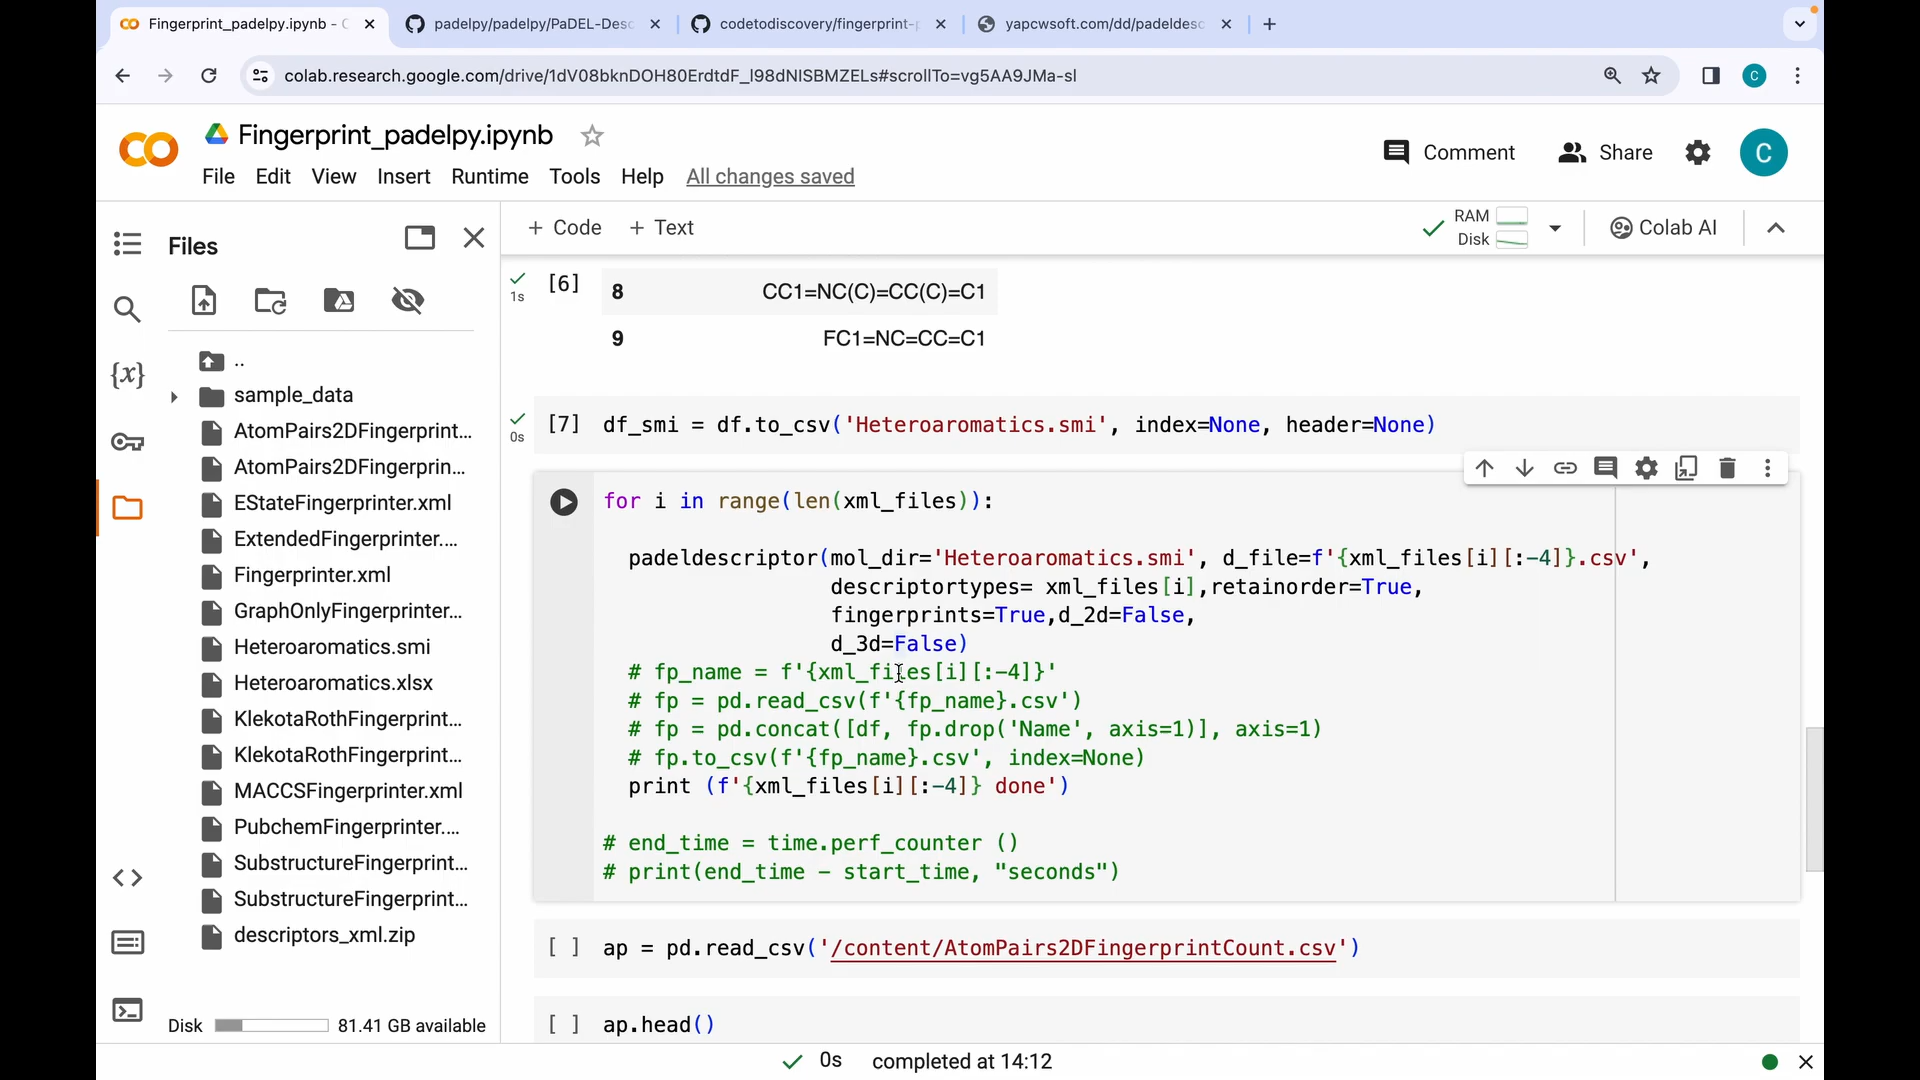 Fingerprint_padelpy.ipynb - C
padelpy/padelpy/PaDEL-Desc
codetodiscovery/fingerprint-p
yapcwsoft.com/dd/padeldesc
colab.research.google.com/drive/1dV08bknDOH80ErdtdF_l98dNISBMZELs#scrollTo=vg5AA9JMa-sl
C
Fingerprint_padelpy.ipynb
File Edit View Insert Runtime Tools Help All changes saved
Comment
Share
C
Files
+ Code + Text
RAM
Disk
Colab AI
..
sample_data
AtomPairs2DFingerprint...
AtomPairs2DFingerprin...
EStateFingerprinter.xml
ExtendedFingerprinter....
Fingerprinter.xml
GraphOnlyFingerprinter...
Heteroaromatics.smi
Heteroaromatics.xlsx
KlekotaRothFingerprint...
KlekotaRothFingerprint...
MACCSFingerprinter.xml
PubchemFingerprinter....
SubstructureFingerprint...
SubstructureFingerprint...
descriptors_xml.zip
Disk 81.41 GB available
1s
[6]
8 CC1=NC(C)=CC(C)=C1
9 FC1=NC=CC=C1
0s
[7] df_smi = df.to_csv('Heteroaromatics.smi', index=None, header=None)
for i in range(len(xml_files)):
padeldescriptor(mol_dir='Heteroaromatics.smi', d_file=f'{xml_files[i][:-4]}.csv',
descriptortypes= xml_files[i],retainorder=True,
fingerprints=True,d_2d=False,
d_3d=False)
# fp_name = f'{xml_files[i][:-4]}'
# fp = pd.read_csv(f'{fp_name}.csv')
# fp = pd.concat([df, fp.drop('Name', axis=1)], axis=1)
# fp.to_csv(f'{fp_name}.csv', index=None)
print (f'{xml_files[i][:-4]} done')
# end_time = time.perf_counter ()
# print(end_time - start_time, "seconds")
[ ] ap = pd.read_csv('/content/AtomPairs2DFingerprintCount.csv')
[ ] ap.head()
0s completed at 14:12